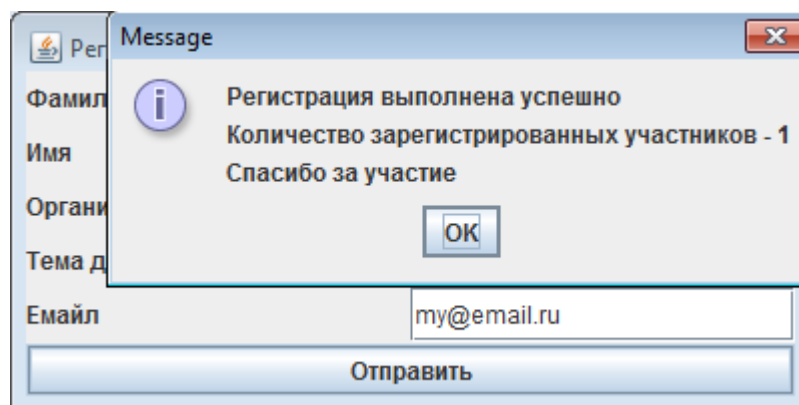 Message
Рег
Регистрация выполнена успешно
Количество зарегистрированных участников - 1
Спасибо за участие
OK
Фамил
Имя
Органи
Тема д
Емайл
my@email.ru
Отправить